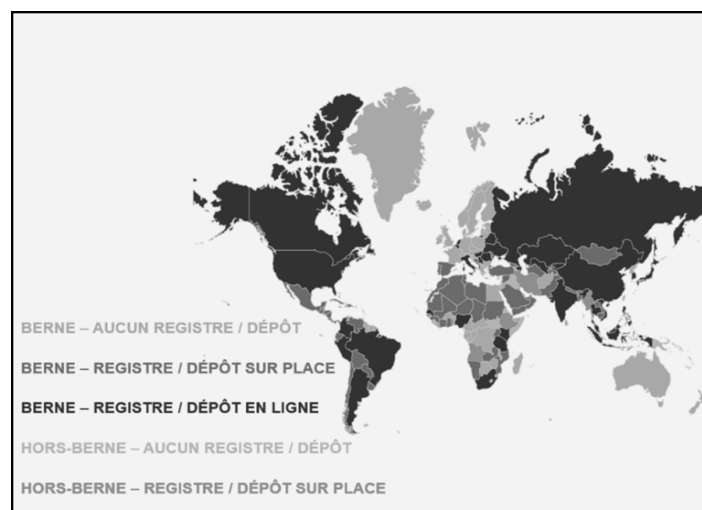 BERNE – AUCUN REGISTRE / DÉPÔT
BERNE – REGISTRE / DÉPÔT SUR PLACE
BERNE – REGISTRE / DÉPÔT EN LIGNE
HORS-BERNE – AUCUN REGISTRE / DÉPÔT
HORS-BERNE – REGISTRE / DÉPÔT SUR PLACE